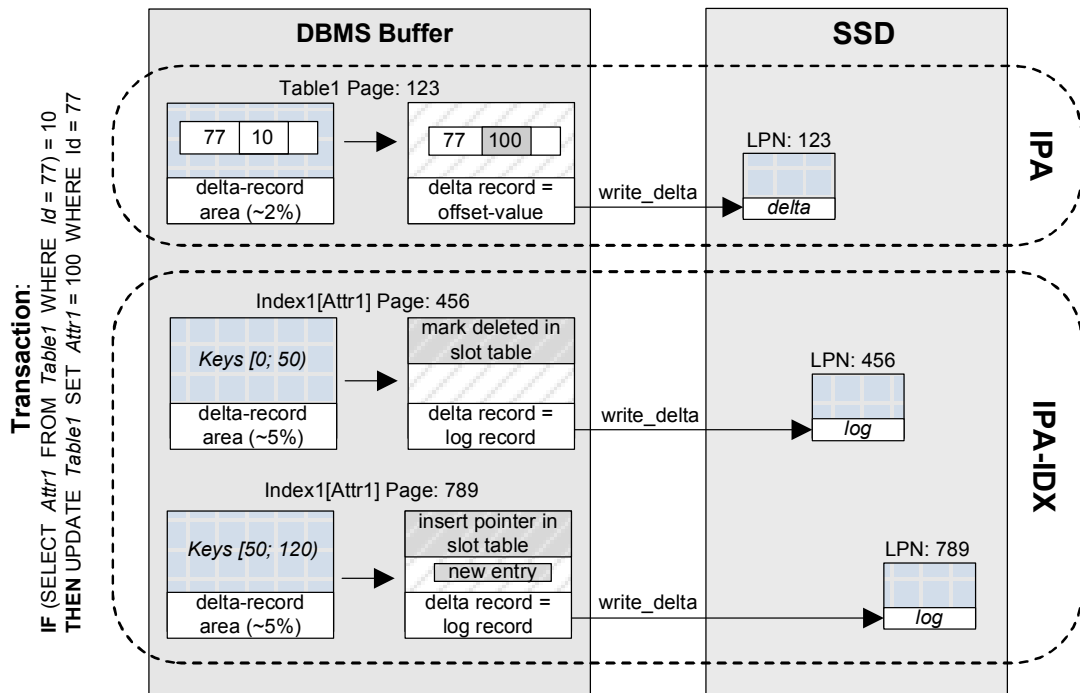 DBMS Buffer
SSD
Transaction:
IF (SELECT Attr1 FROM Table1 WHERE Id = 77) = 10
THEN UPDATE Table1 SET Attr1 = 100 WHERE Id = 77
Table1 Page: 123
77 10
delta-record
area (~2%)
77 100
delta record =
offset-value
write_delta
LPN: 123
delta
IPA
Index1[Attr1] Page: 456
Keys [0; 50)
delta-record
area (~5%)
mark deleted in
slot table
delta record =
log record
write_delta
LPN: 456
log
IPA-IDX
Index1[Attr1] Page: 789
Keys [50; 120)
delta-record
area (~5%)
insert pointer in
slot table
new entry
delta record =
log record
write_delta
LPN: 789
log